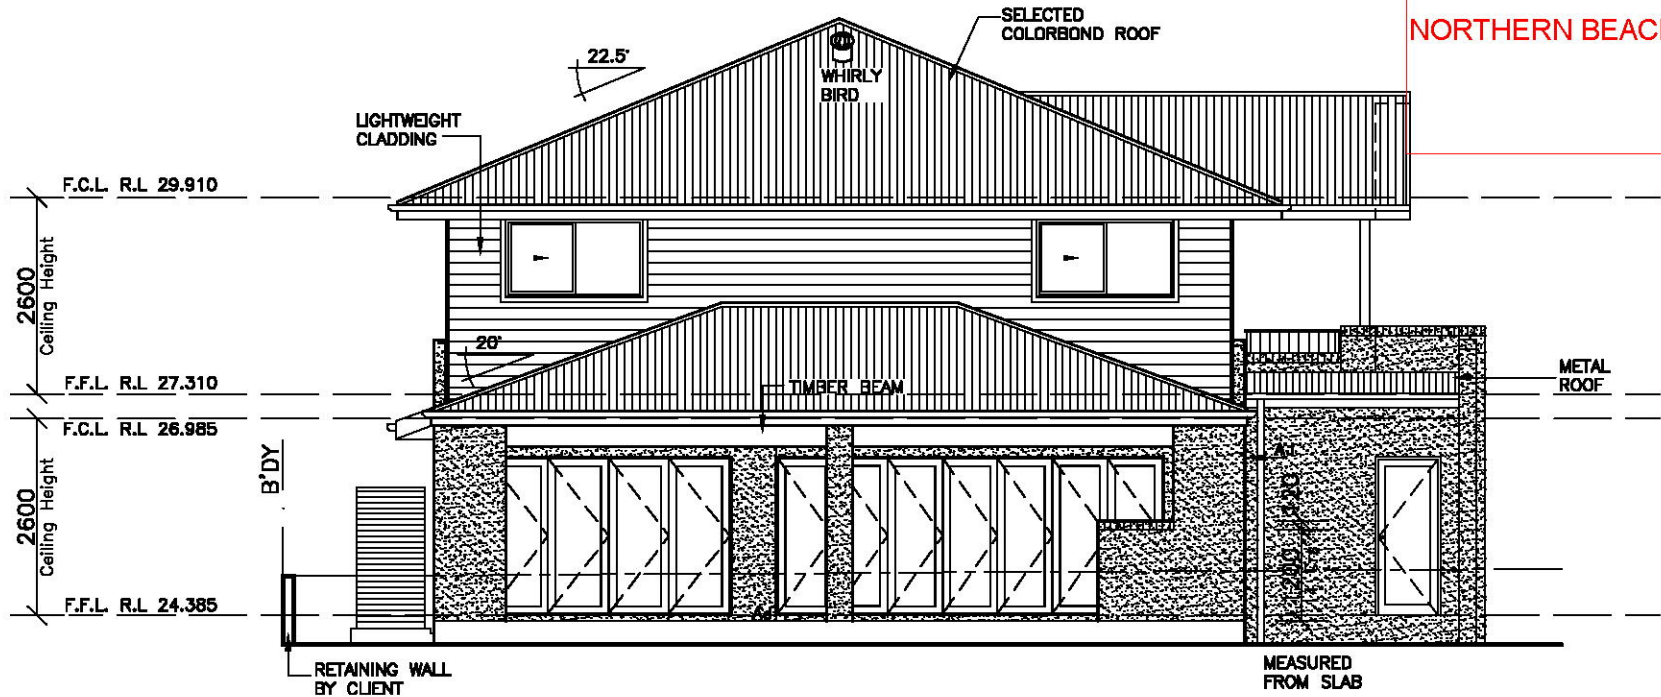 SELECTED
COLORBOND ROOF
NORTHERN BEAC
22.5°
WHIRLY
BIRD
LIGHTWEIGHT
CLADDING
F.C.L. R.L 29.910
2600
Ceiling Height
20°
F.F.L. R.L 27.310
TIMBER BEAM
METAL
ROOF
F.C.L. R.L 26.985
B'DY
2600
Ceiling Height
F.F.L. R.L 24.385
RETAINING WALL
BY CLIENT
MEASURED
FROM SLAB